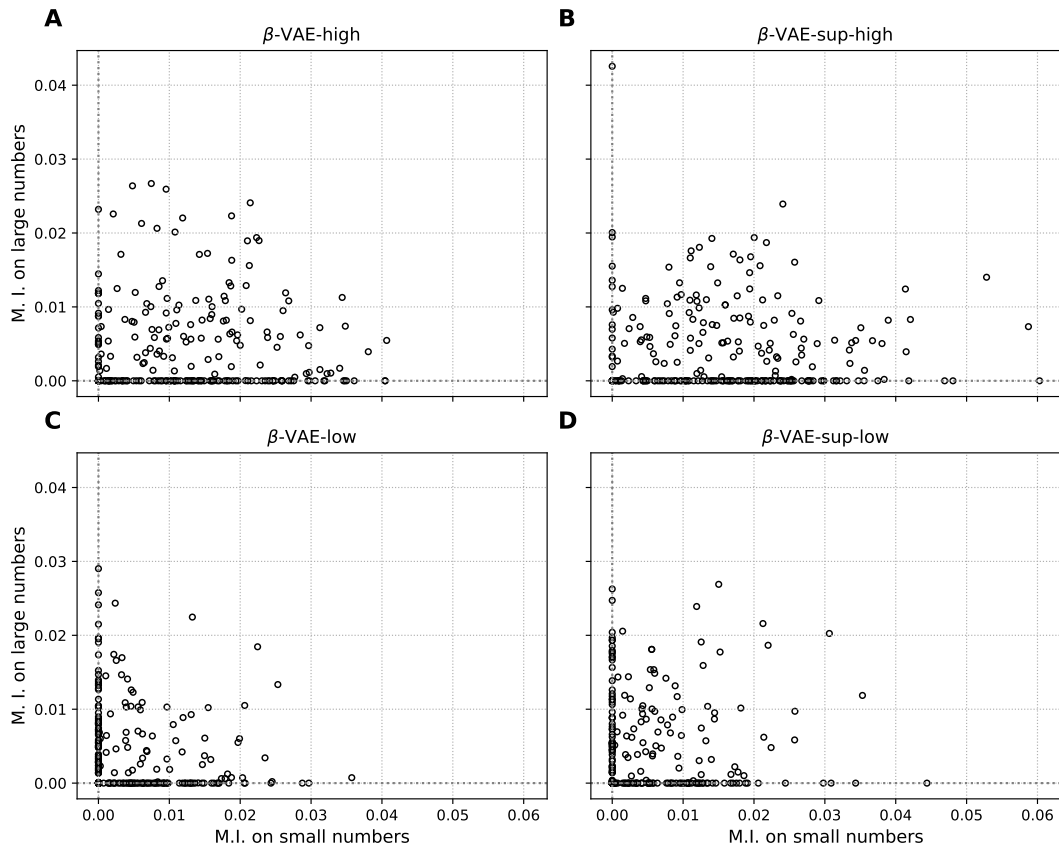 A
β-VAE-high
B
β-VAE-sup-high
0.04
0.03
0.02
0.01
0.00
M. I. on large numbers
C
β-VAE-low
D
β-VAE-sup-low
0.04
0.03
0.02
0.01
0.00
M. I. on large numbers
0.00 0.01 0.02 0.03 0.04 0.05 0.06
0.00 0.01 0.02 0.03 0.04 0.05 0.06
M.I. on small numbers
M.I. on small numbers